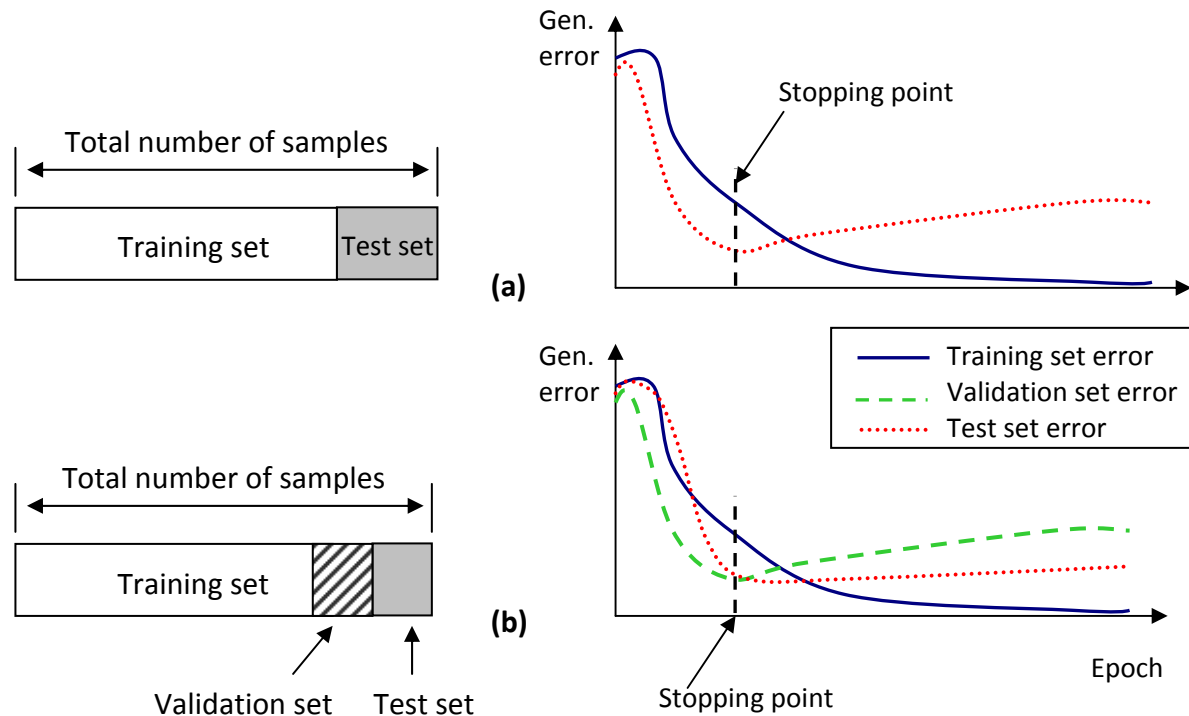 Gen.
error
Stopping point
Total number of samples
Training set
Test set
(a)
Gen.
error
Training set error
Validation set error
Test set error
Total number of samples
Training set
(b)
Epoch
Validation set
Test set
Stopping point